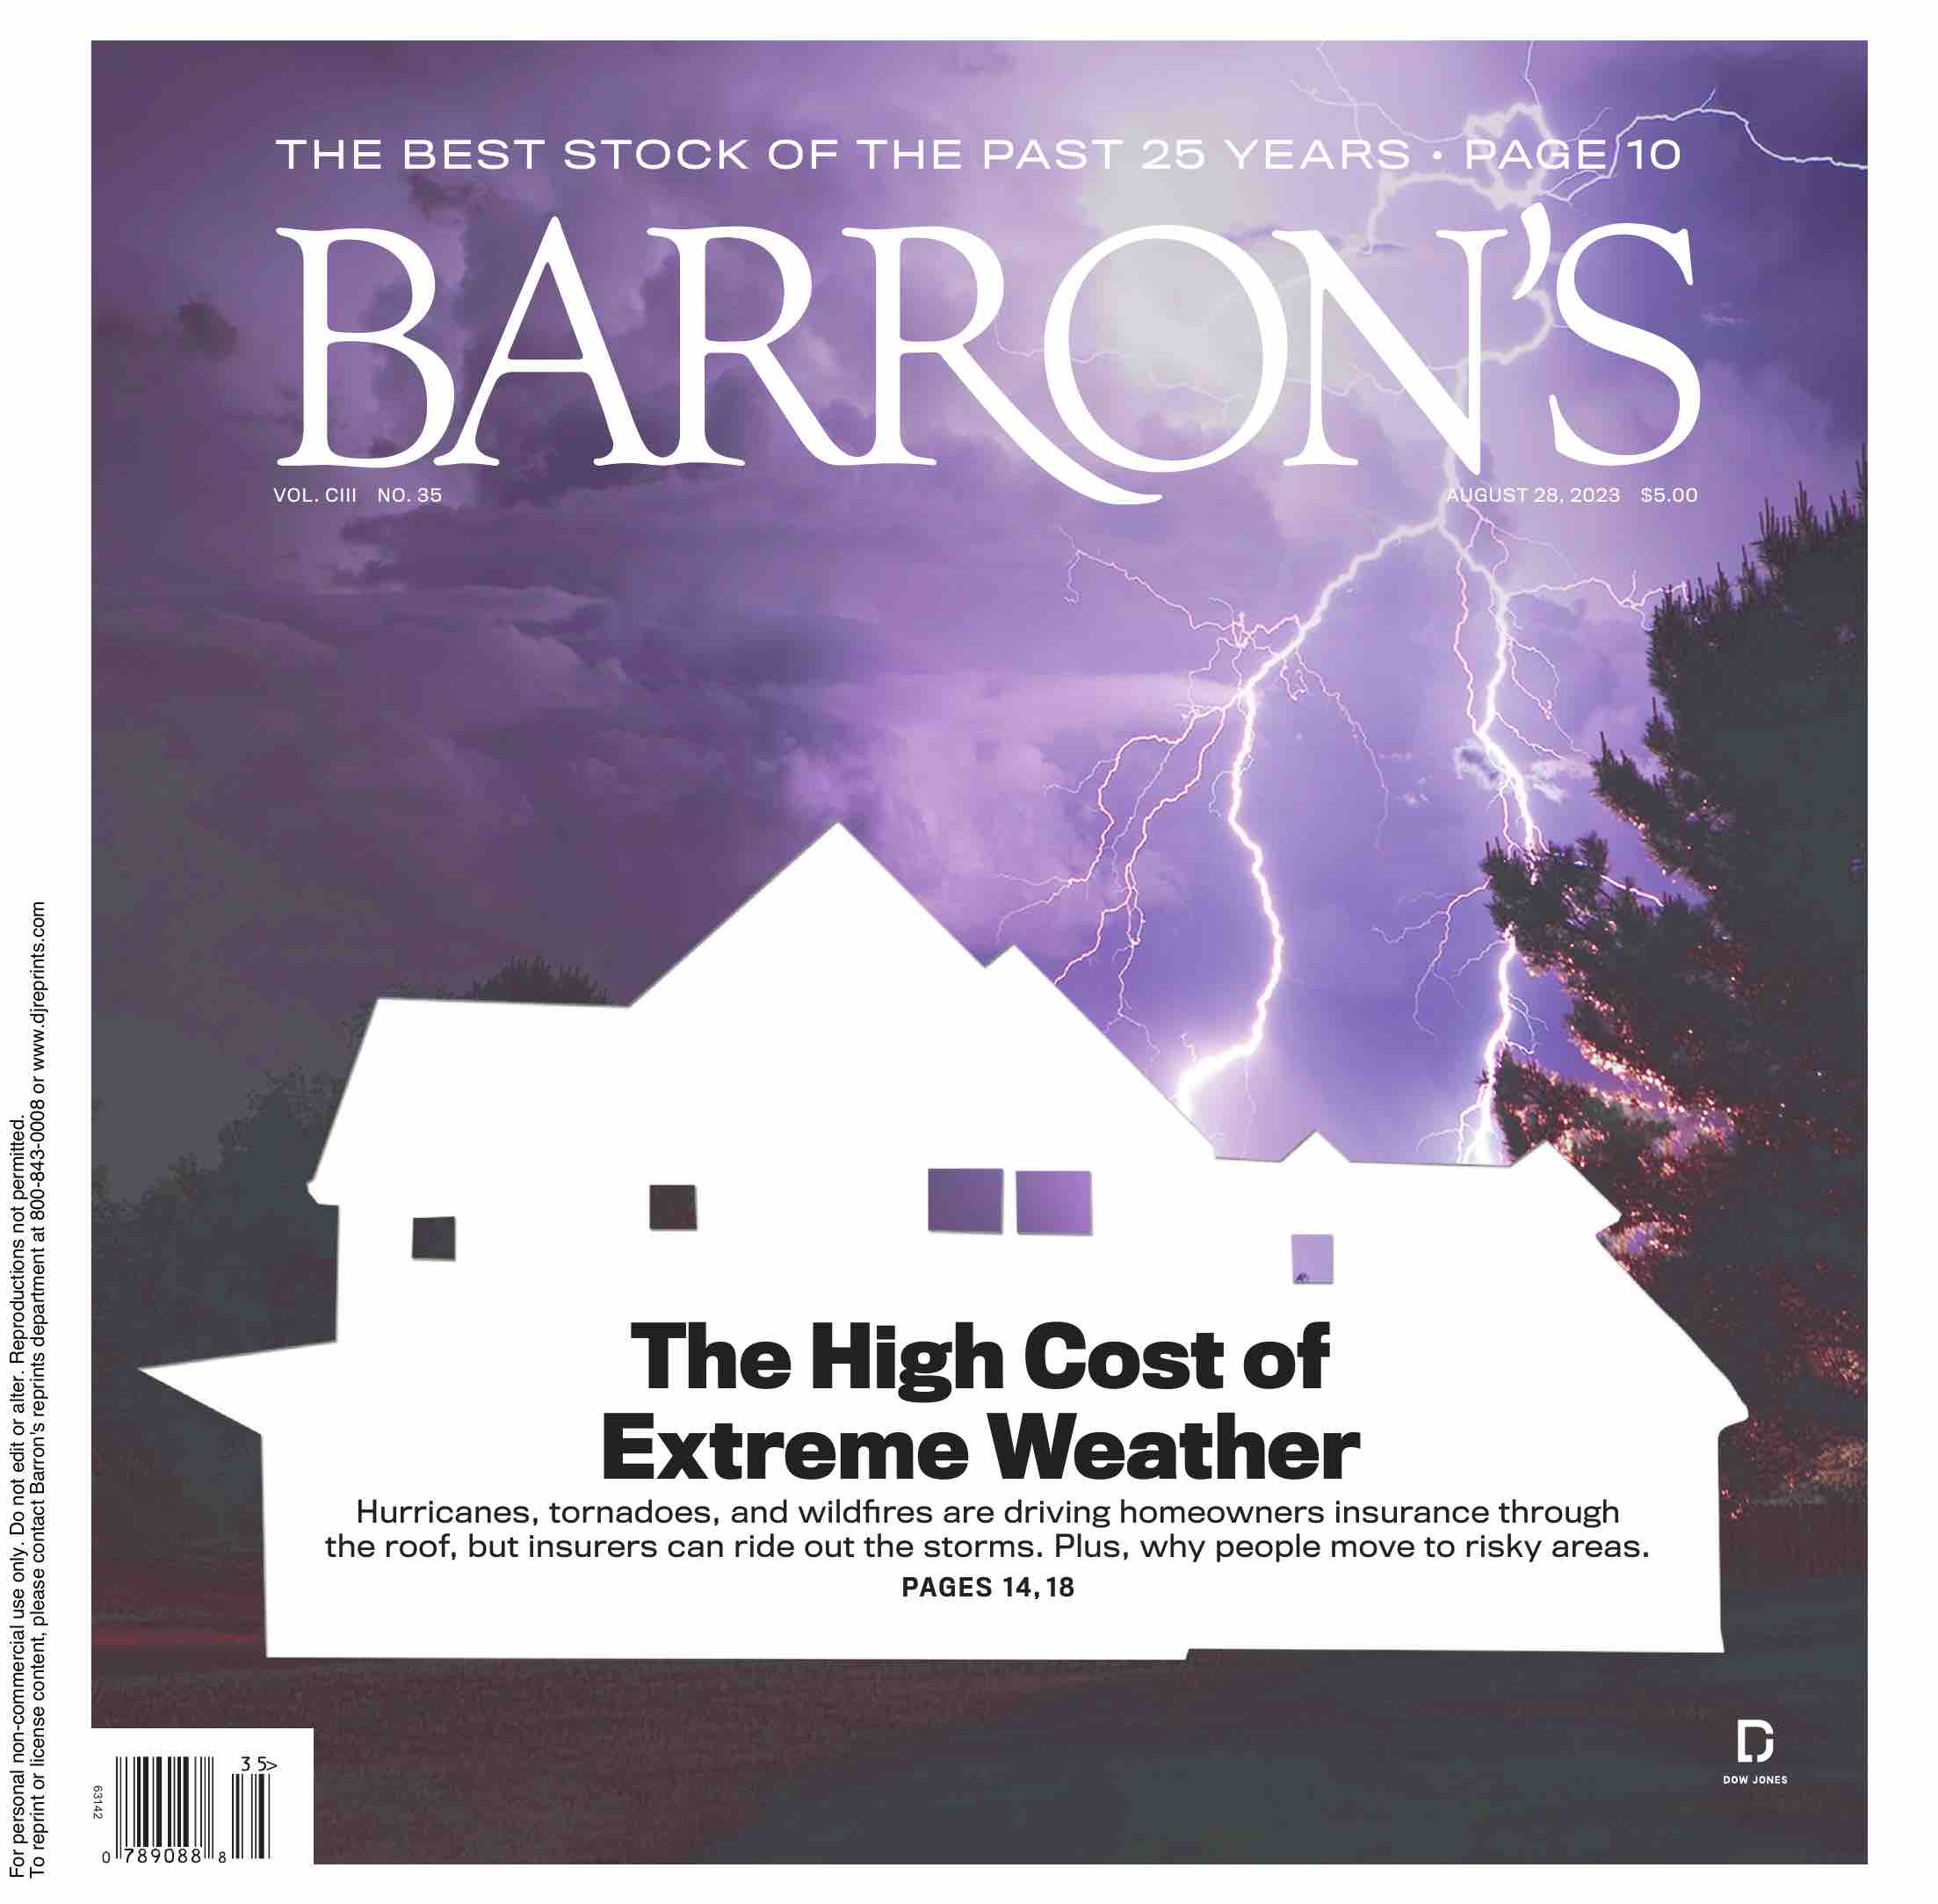 THE BEST STOCK OF THE PAST 25 YEARS • PAGE 10
BARRON'S
VOL. CIII NO. 35
AUGUST 28, 2023 $5.00
The High Cost of
Extreme Weather
Hurricanes, tornadoes, and wildfires are driving homeowners insurance through
the roof, but insurers can ride out the storms. Plus, why people move to risky areas.
PAGES 14, 18
D
DOW JONES
35>
63142
0 789088 8
For personal non-commercial use only. Do not edit or alter. Reproductions not permitted.
To reprint or license content, please contact Barron's reprints department at 800-843-0008 or www.djreprints.com